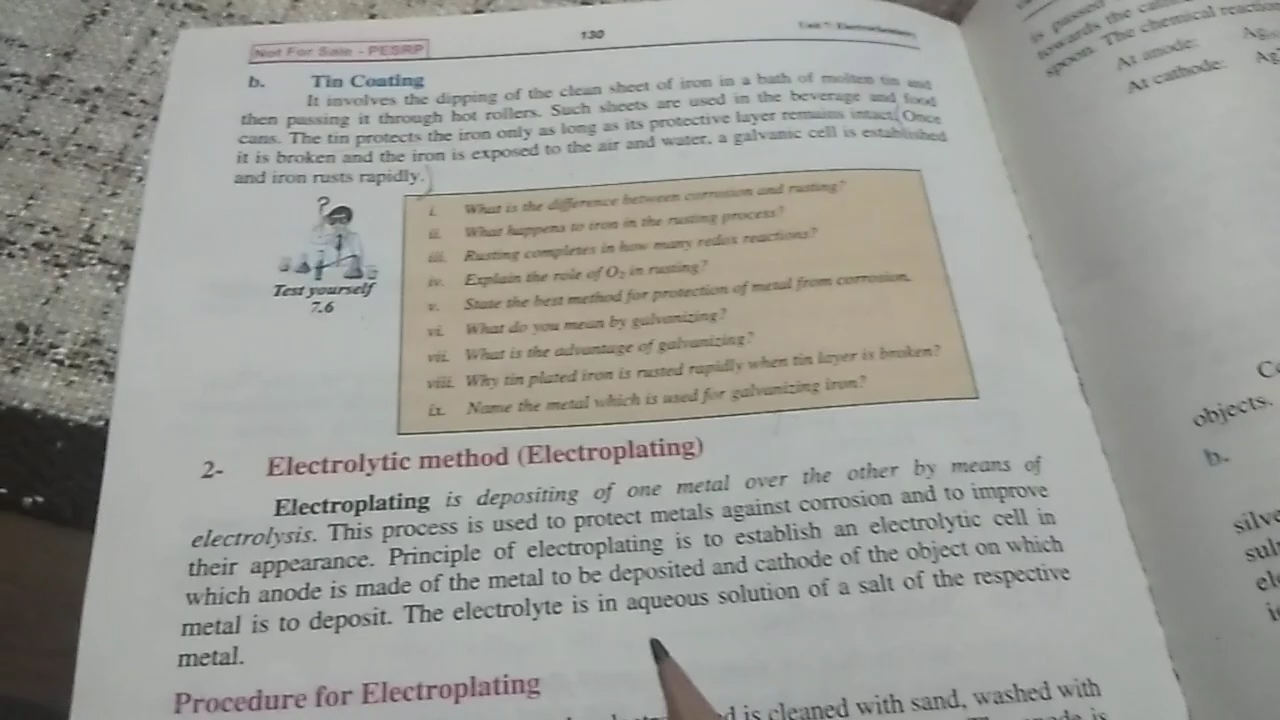 Not For Sale - PESRP
130
b. Tin Coating
It involves the dipping of the clean sheet of iron in a bath of molten tin and
then passing it through hot rollers. Such sheets are used in the beverage and food
cans. The tin protects the iron only as long as its protective layer remains intact. Once
it is broken and the iron is exposed to the air and water, a galvanic cell is established
and iron rusts rapidly.
Test yourself
7.6
i. What is the difference between corrosion and rusting?
ii. What happens to iron in the rusting process?
iii. Rusting completes in how many redox reactions?
iv. Explain the role of O₂ in rusting?
v. State the best method for protection of metal from corrosion.
vi. What do you mean by galvanizing?
vii. What is the advantage of galvanizing?
viii. Why tin plated iron is rusted rapidly when tin layer is broken?
ix. Name the metal which is used for galvanizing iron?
2- Electrolytic method (Electroplating)
Electroplating is depositing of one metal over the other by means of
electrolysis. This process is used to protect metals against corrosion and to improve
their appearance. Principle of electroplating is to establish an electrolytic cell in
which anode is made of the metal to be deposited and cathode of the object on which
metal is to deposit. The electrolyte is in aqueous solution of a salt of the respective
metal.
Procedure for Electroplating
is cleaned with sand, washed with
is passed
towards the
spoon. The chemical reaction
At anode:
At cathode:
objects.
b.